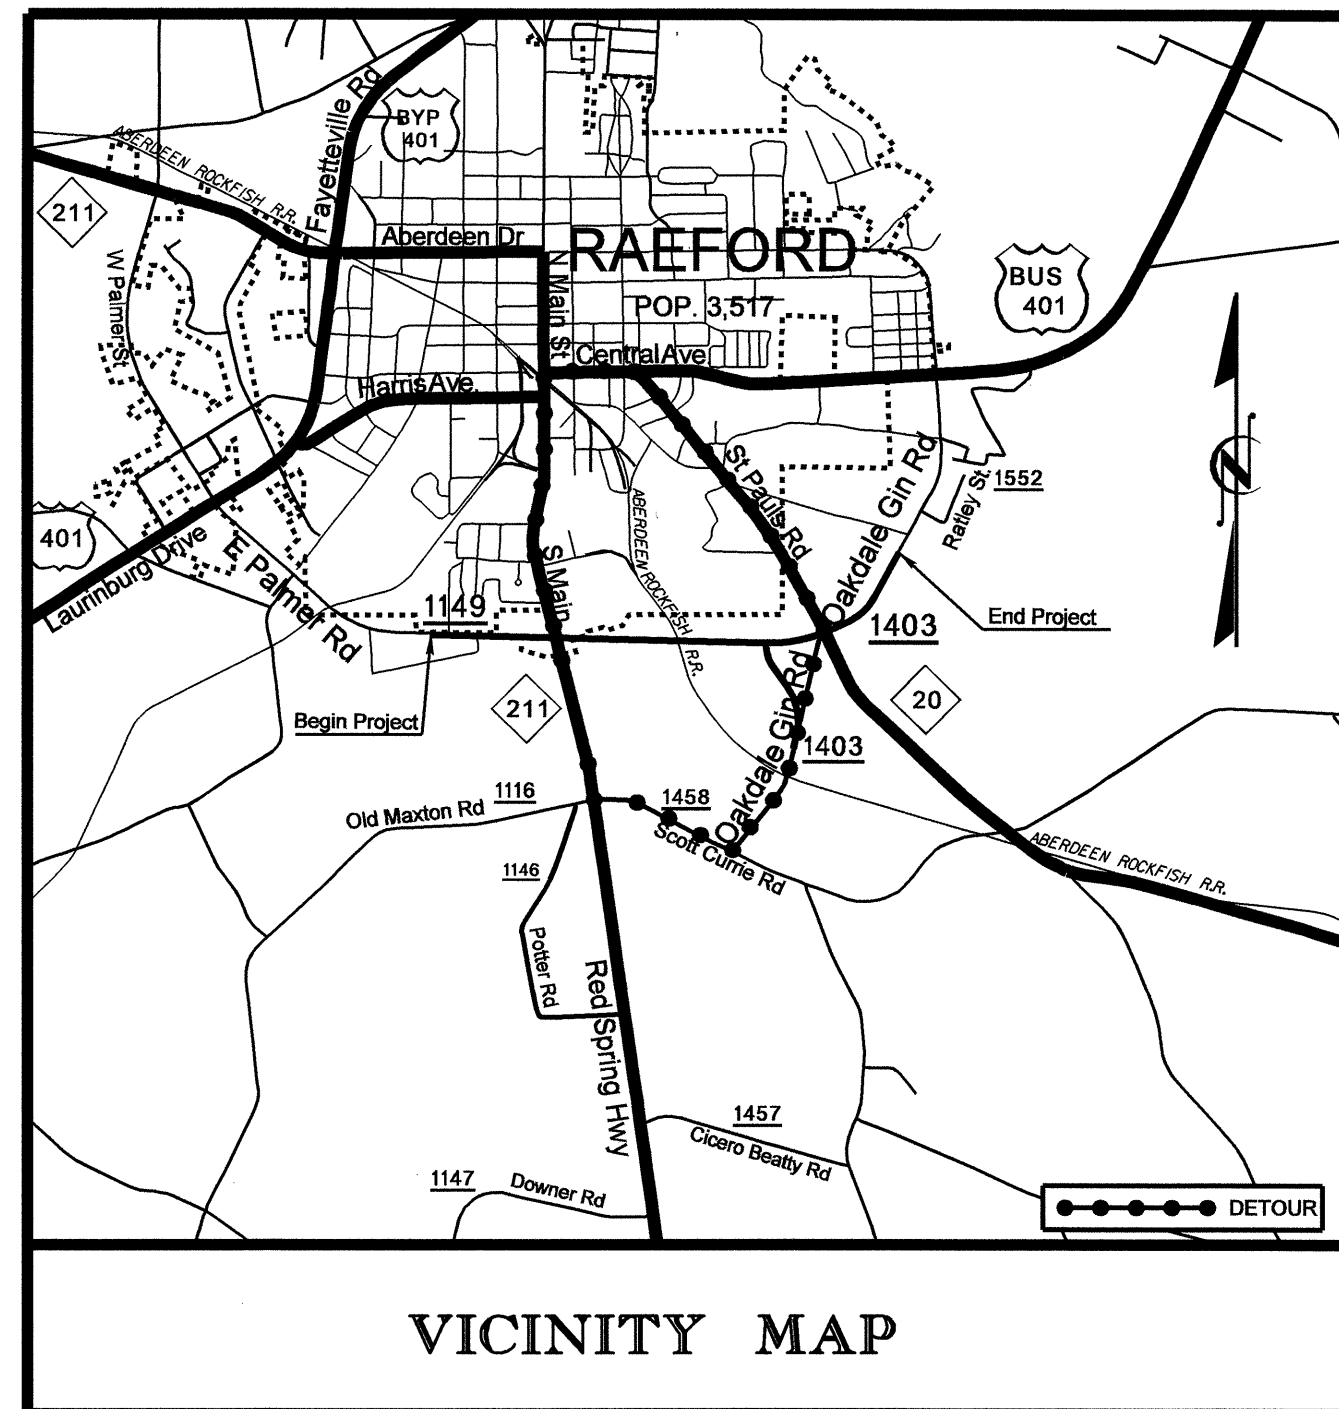 Fayetteville Rd
BYP
401
ABERDEEN ROCKFISH R.R.
211
Aberdeen Dr
RAEFORD
W Palmer St
N Main St
BUS
401
POP. 3,517
Central Ave
Harris Ave.
St Pauls Rd
Oakdale Gin Rd
1552
Ratley St.
401
Laurinburg Drive
E Palmer Rd
S Main
ABERDEEN ROCKFISH R.R.
1149
End Project
1403
Begin Project
211
Oakdale Gin Rd
20
1403
1116
Old Maxton Rd
1458
Scott Currie Rd
ABERDEEN ROCKFISH R.R.
1146
Potter Rd
Red Spring Hwy
1457
Cicero Beatty Rd
1147
Downer Rd
DETOUR
N
VICINITY MAP